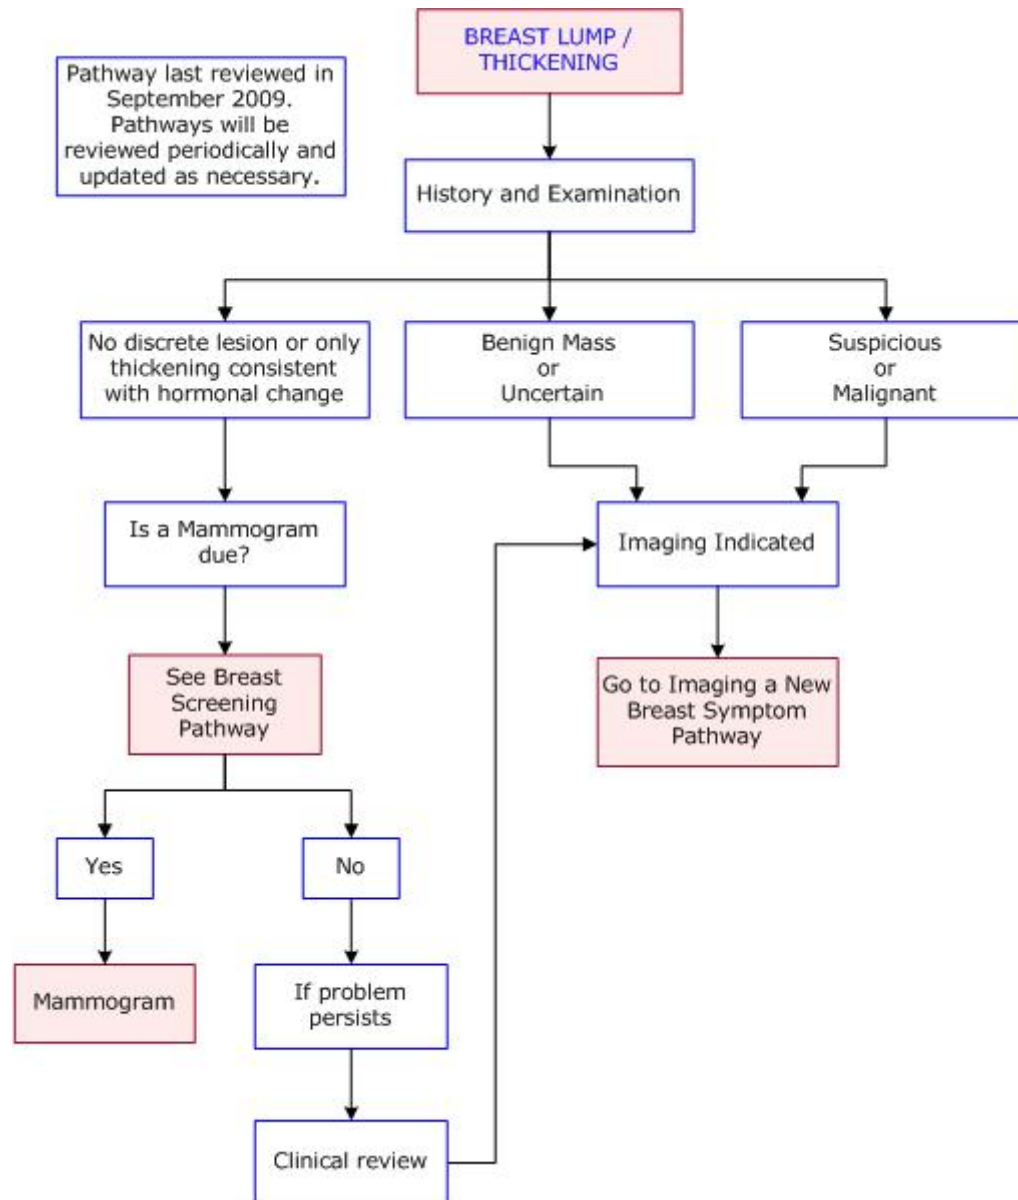 BREAST LUMP /
THICKENING
Pathway last reviewed in
September 2009.
Pathways will be
reviewed periodically and
updated as necessary.
History and Examination
No discrete lesion or only
thickening consistent
with hormonal change
Benign Mass
or
Uncertain
Suspicious
or
Malignant
Is a Mammogram
due?
Imaging Indicated
See Breast
Screening
Pathway
Go to Imaging a New
Breast Symptom
Pathway
Yes
No
Mammogram
If problem
persists
Clinical review